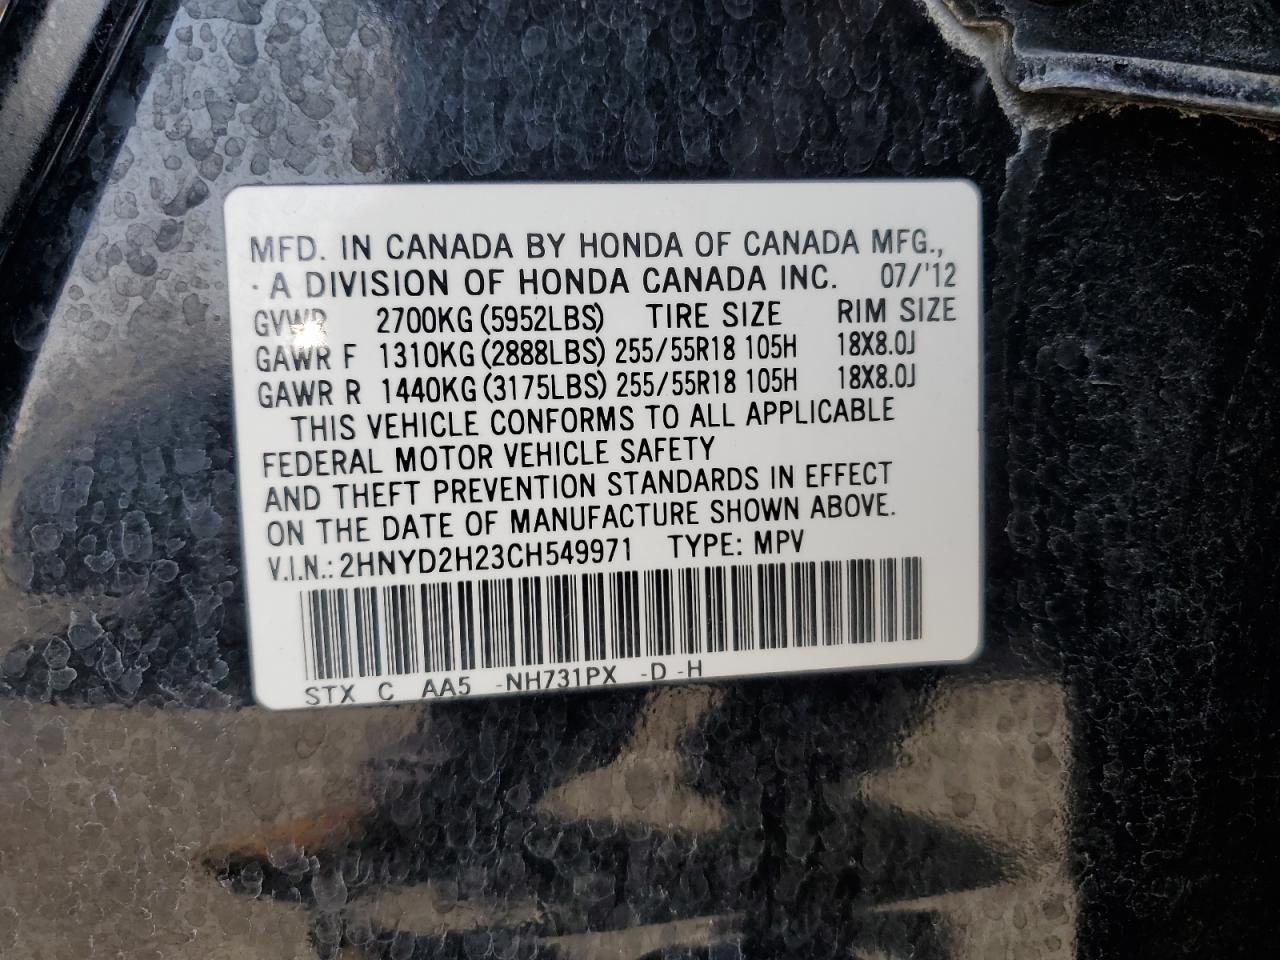 MFD. IN CANADA BY HONDA OF CANADA MFG.,
· A DIVISION OF HONDA CANADA INC. 07/'12
GVWR 2700KG (5952LBS) TIRE SIZE RIM SIZE
GAWR F 1310KG (2888LBS) 255/55R18 105H 18X8.0J
GAWR R 1440KG (3175LBS) 255/55R18 105H 18X8.0J
THIS VEHICLE CONFORMS TO ALL APPLICABLE
FEDERAL MOTOR VEHICLE SAFETY
AND THEFT PREVENTION STANDARDS IN EFFECT
ON THE DATE OF MANUFACTURE SHOWN ABOVE.
V.I.N.: 2HNYD2H23CH549971 TYPE: MPV
STX C AA5 -NH731PX -D -H